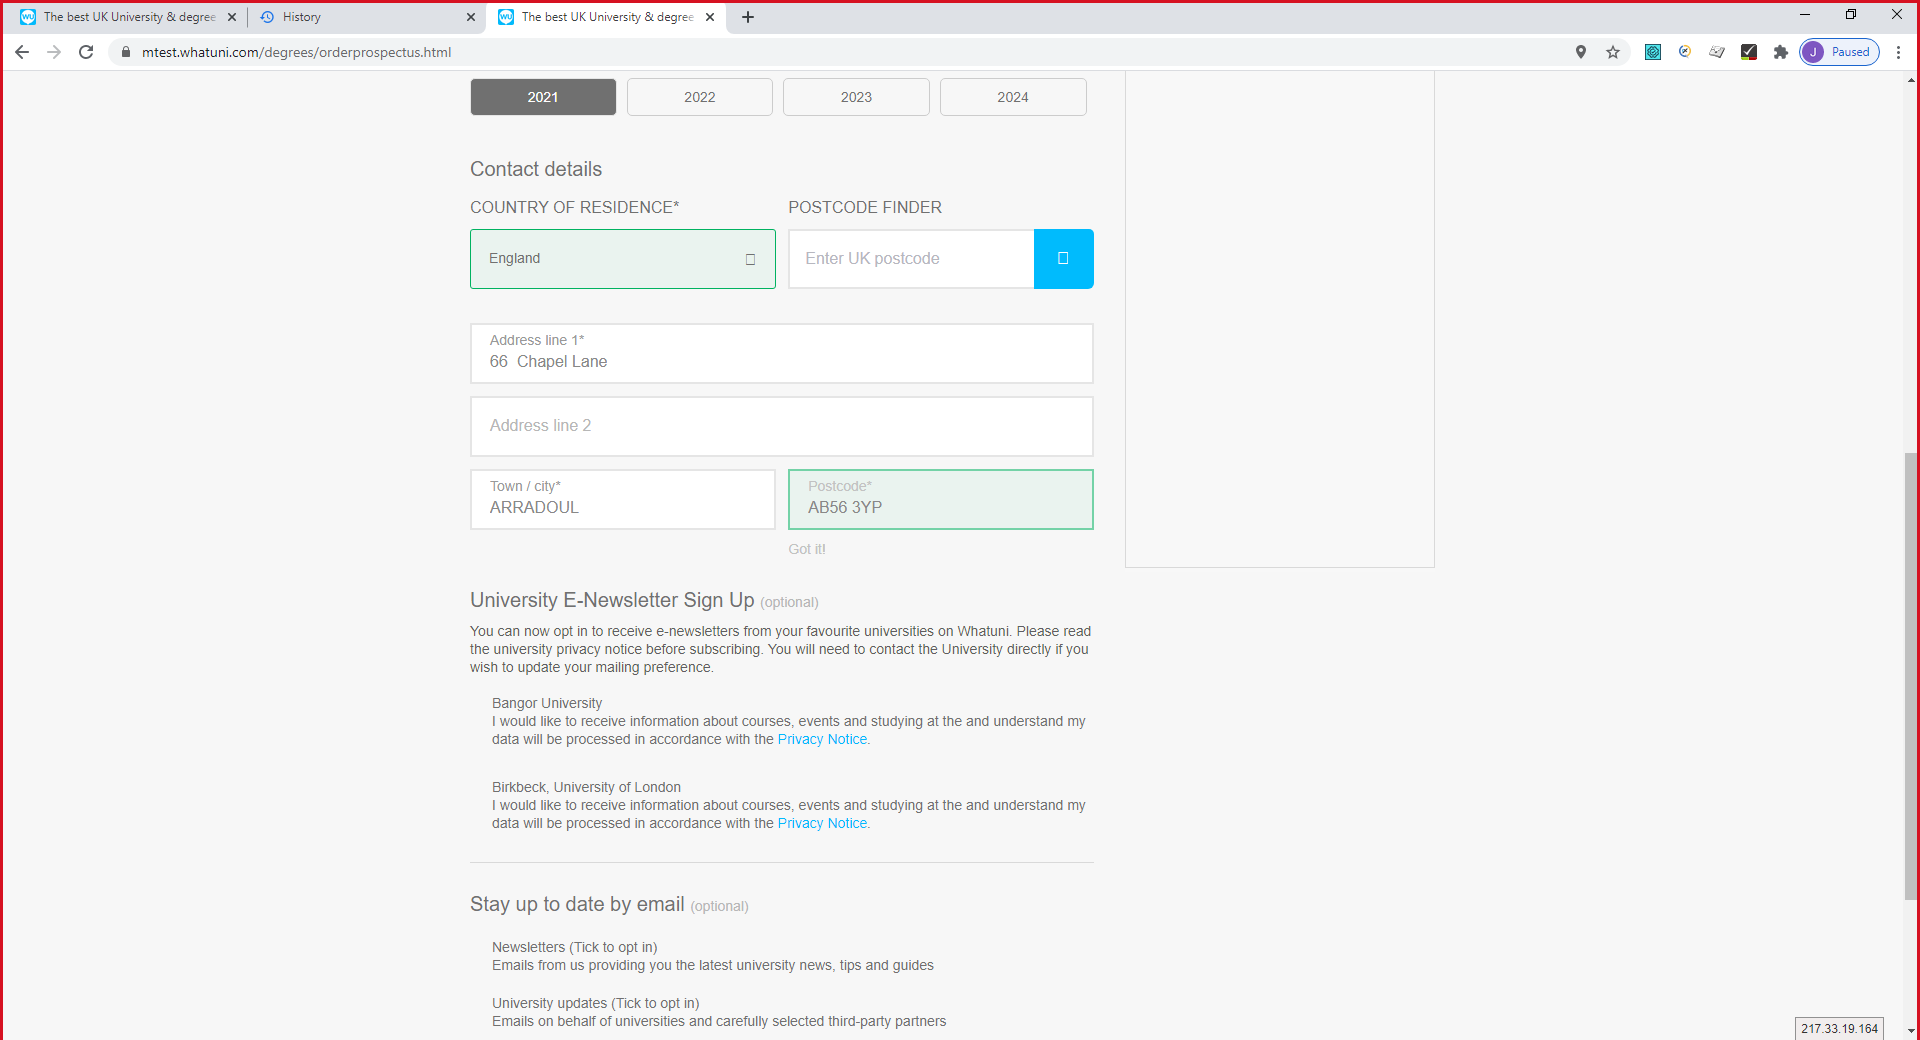 The best UK University & degree
History
The best UK University & degree
mtest.whatuni.com/degrees/orderprospectus.html
J Paused
2021 2022 2023 2024
Contact details
COUNTRY OF RESIDENCE* POSTCODE FINDER
England Enter UK postcode
Address line 1*
66 Chapel Lane
Address line 2
Town / city* Postcode*
ARRADOUL AB56 3YP
Got it!
University E-Newsletter Sign Up (optional)
You can now opt in to receive e-newsletters from your favourite universities on Whatuni. Please read
the university privacy notice before subscribing. You will need to contact the University directly if you
wish to update your mailing preference.
Bangor University
I would like to receive information about courses, events and studying at the and understand my
data will be processed in accordance with the Privacy Notice.
Birkbeck, University of London
I would like to receive information about courses, events and studying at the and understand my
data will be processed in accordance with the Privacy Notice.
Stay up to date by email (optional)
Newsletters (Tick to opt in)
Emails from us providing you the latest university news, tips and guides
University updates (Tick to opt in)
Emails on behalf of universities and carefully selected third-party partners
217.33.19.164